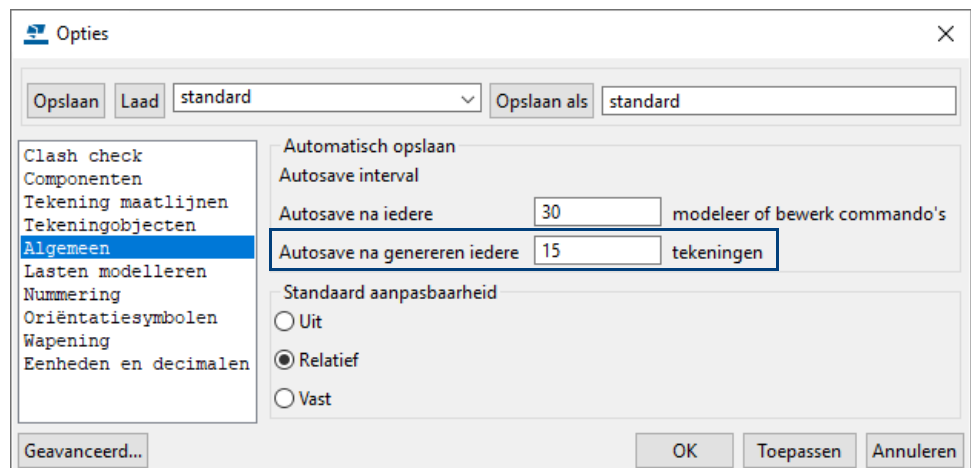 Opties
Opslaan Laad standard Opslaan als standard
Clash check
Componenten
Tekening maatlijnen
Tekeningobjecten
Algemeen
Lasten modelleren
Nummering
Oriëntatiesymbolen
Wapening
Eenheden en decimalen
Automatisch opslaan
Autosave interval
Autosave na iedere 30 modeleer of bewerk commando's
Autosave na genereren iedere 15 tekeningen
Standaard aanpasbaarheid
Uit
Relatief
Vast
Geavanceerd... OK Toepassen Annuleren